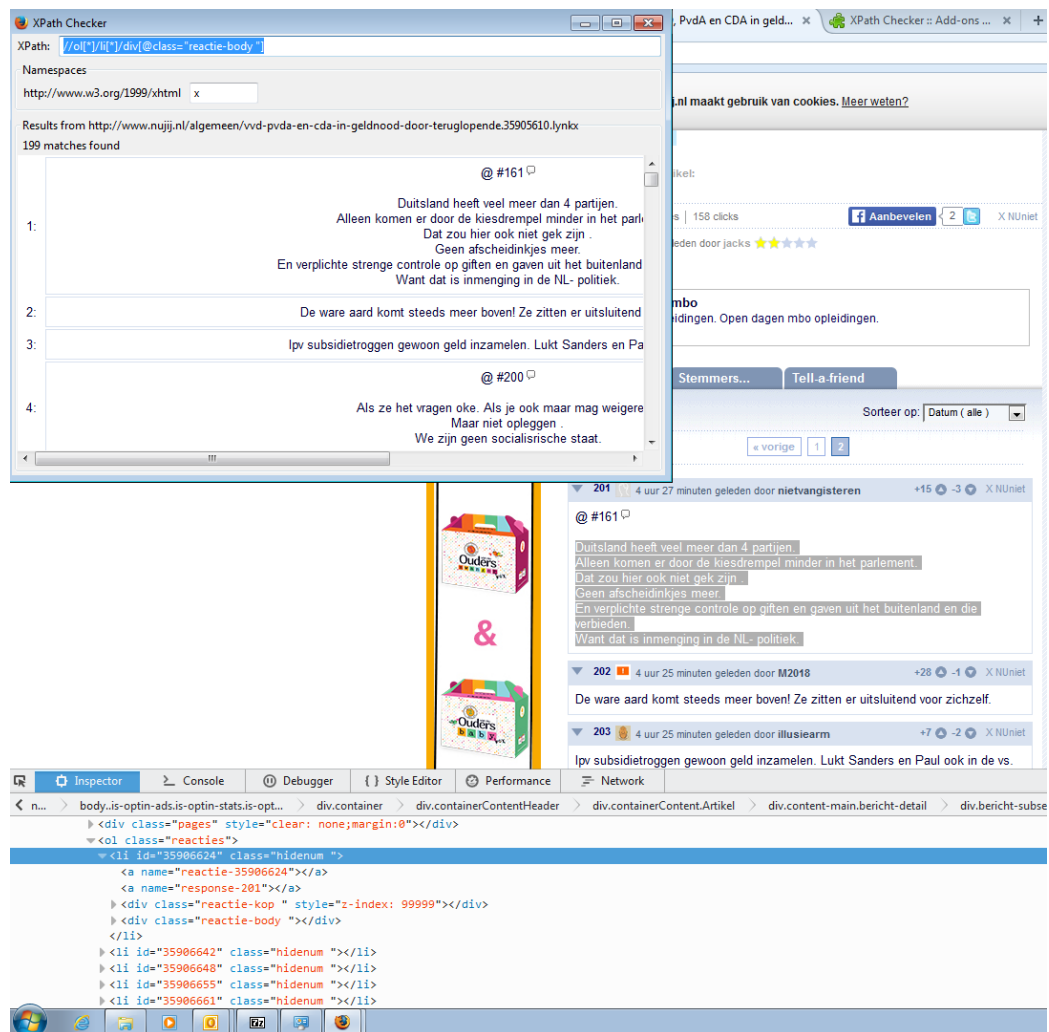 XPath Checker
XPath: //ol[*]/li[*]/div[@class="reactie-body "]
Namespaces
http://www.w3.org/1999/xhtml x
Results from http://www.nujij.nl/algemeen/vvd-pvda-en-cda-in-geldnood-door-teruglopende.35905610.lynkx
199 matches found
1:
@ #161
Duitsland heeft veel meer dan 4 partijen.
Alleen komen er door de kiesdrempel minder in het parle
Dat zou hier ook niet gek zijn .
Geen afscheidinkjes meer.
En verplichte strenge controle op giften en gaven uit het buitenland
Want dat is inmenging in de NL- politiek.
2: De ware aard komt steeds meer boven! Ze zitten er uitsluitend
3: Ipv subsidietroggen gewoon geld inzamelen. Lukt Sanders en Pa
4:
@ #200
Als ze het vragen oke. Als je ook maar mag weigere
Maar niet opleggen .
We zijn geen socialisrische staat.
, PvdA en CDA in geld... × XPath Checker :: Add-ons ... × +
j.nl maakt gebruik van cookies. Meer weten?
ikel:
es | 158 clicks Aanbevelen 2 X NUniet
leden door jacks
mbo
eidingen. Open dagen mbo opleidingen.
Stemmers... Tell-a-friend
Sorteer op: Datum ( alle )
« vorige 1 2
201 4 uur 27 minuten geleden door nietvangisteren +15 -3 X NUniet
@ #161
Duitsland heeft veel meer dan 4 partijen.
Alleen komen er door de kiesdrempel minder in het parlement.
Dat zou hier ook niet gek zijn .
Geen afscheidinkjes meer.
En verplichte strenge controle op giften en gaven uit het buitenland en die
verbieden.
Want dat is inmenging in de NL- politiek.
202 4 uur 25 minuten geleden door M2018 +28 -1 X NUniet
De ware aard komt steeds meer boven! Ze zitten er uitsluitend voor zichzelf.
203 4 uur 25 minuten geleden door illusiearm +7 -2 X NUniet
Ipv subsidietroggen gewoon geld inzamelen. Lukt Sanders en Paul ook in de vs.
Ouders
&
Ouders
baby
Inspector Console Debugger { } Style Editor Performance Network
n... body..is-optin-ads.is-optin-stats.is-opt... div.container div.containerContentHeader div.containerContent.Artikel div.content-main.bericht-detail div.bericht-subse
<div class="pages" style="clear: none;margin:0"></div>
<ol class="reacties">
<li id="35906624" class="hidenum ">
<a name="reactie-35906624"></a>
<a name="response-201"></a>
<div class="reactie-kop " style="z-index: 99999"></div>
<div class="reactie-body "></div>
</li>
<li id="35906642" class="hidenum "></li>
<li id="35906648" class="hidenum "></li>
<li id="35906655" class="hidenum "></li>
<li id="35906661" class="hidenum "></li>